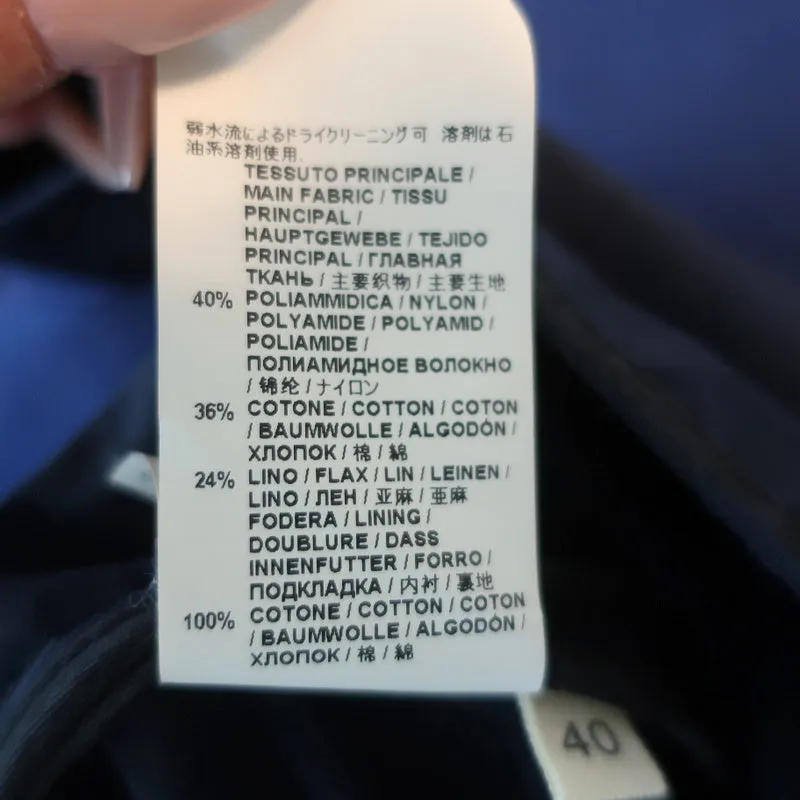 弱水流によるドライクリーニング可 溶剤は石
油系溶剤使用.
TESSUTO PRINCIPALE /
MAIN FABRIC / TISSU
PRINCIPAL /
HAUPTGEWEBE / TEJIDO
PRINCIPAL / ГЛАВНАЯ
ТКАНЬ / 主要织物 / 主要生地
40% POLIAMMIDICA / NYLON /
POLYAMIDE / POLYAMID /
POLIAMIDE /
ПОЛИАМИДНОЕ ВОЛОКНО
/ 锦纶 / ナイロン
36% COTONE / COTTON / COTON
/ BAUMWOLLE / ALGODÓN /
ХЛОПОК / 棉 / 綿
24% LINO / FLAX / LIN / LEINEN /
LINO / ЛЕН / 亚麻 / 亜麻
FODERA / LINING /
DOUBLURE / DASS
INNENFUTTER / FORRO /
ПОДКЛАДКА / 内衬 / 裏地
100% COTONE / COTTON / COTON
/ BAUMWOLLE / ALGODÓN /
ХЛОПОК / 棉 / 綿
40